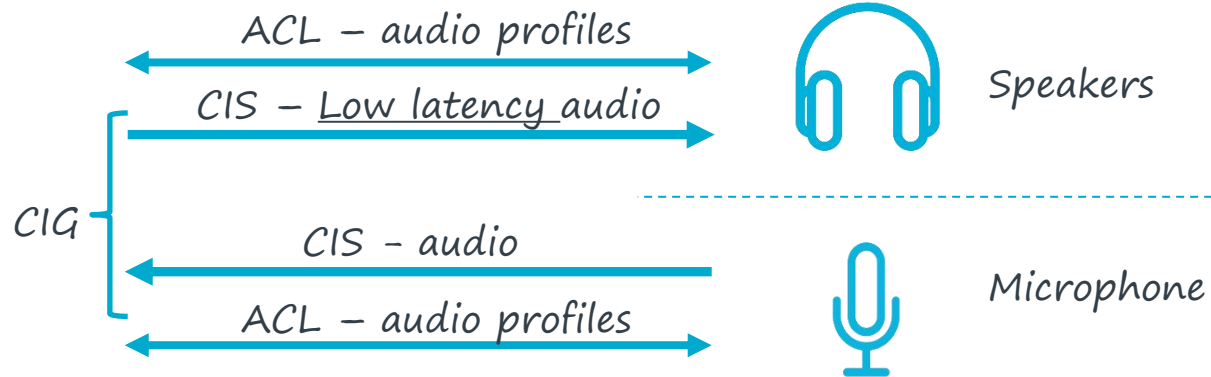 ACL – audio profiles
CIS – Low latency audio
Speakers
CIG
CIS - audio
Microphone
ACL – audio profiles